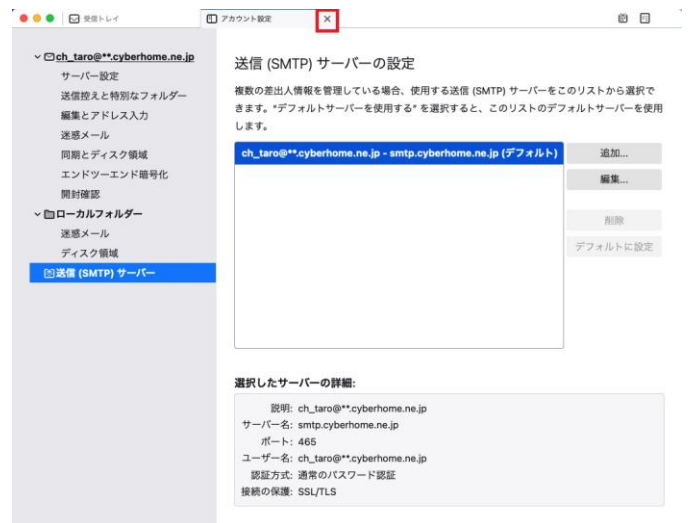 受信トレイ
アカウント設定
ch_taro@**.cyberhome.ne.jp
サーバー設定
送信控えと特別なフォルダー
編集とアドレス入力
迷惑メール
同期とディスク領域
エンドツーエンド暗号化
開封確認
ローカルフォルダー
迷惑メール
ディスク領域
送信 (SMTP) サーバー
送信 (SMTP) サーバーの設定
複数の差出人情報を管理している場合、使用する送信 (SMTP) サーバーをこのリストから選択で
きます。"デフォルトサーバーを使用する" を選択すると、このリストのデフォルトサーバーを使用
します。
ch_taro@**.cyberhome.ne.jp - smtp.cyberhome.ne.jp (デフォルト)
追加...
編集...
削除
デフォルトに設定
選択したサーバーの詳細:
説明: ch_taro@**.cyberhome.ne.jp
サーバー名: smtp.cyberhome.ne.jp
ポート: 465
ユーザー名: ch_taro@**.cyberhome.ne.jp
認証方式: 通常のパスワード認証
接続の保護: SSL/TLS